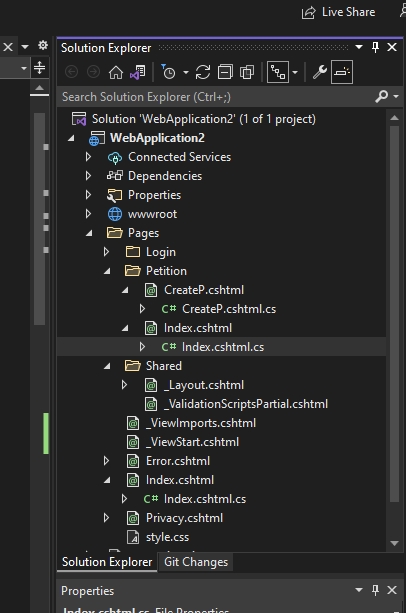 Live Share
Solution Explorer
Search Solution Explorer (Ctrl+;)
Solution 'WebApplication2' (1 of 1 project)
WebApplication2
Connected Services
Dependencies
Properties
wwwroot
Pages
Login
Petition
CreateP.cshtml
C# CreateP.cshtml.cs
Index.cshtml
C# Index.cshtml.cs
Shared
_Layout.cshtml
_ValidationScriptsPartial.cshtml
_ViewImports.cshtml
_ViewStart.cshtml
Error.cshtml
Index.cshtml
C# Index.cshtml.cs
Privacy.cshtml
style.css
Solution Explorer Git Changes
Properties
Index.cshtml.cs File Properties